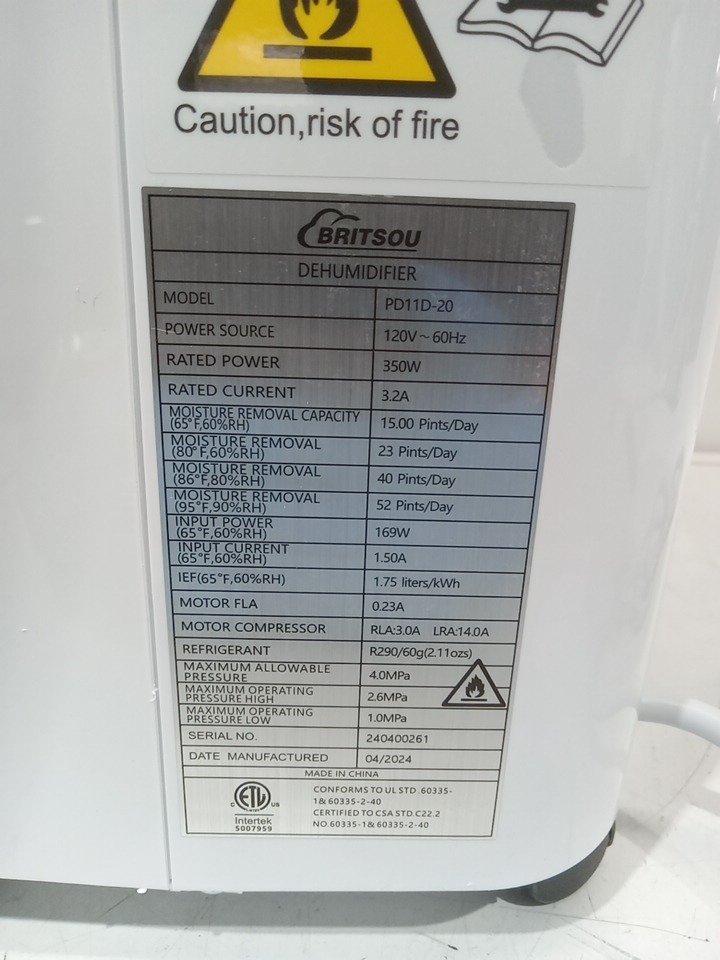 Caution,risk of fire
BRITSOU
DEHUMIDIFIER
MODEL PD11D-20
POWER SOURCE 120V～60Hz
RATED POWER 350W
RATED CURRENT 3.2A
MOISTURE REMOVAL CAPACITY
(65°F,60%RH) 15.00 Pints/Day
MOISTURE REMOVAL
(80°F,60%RH) 23 Pints/Day
MOISTURE REMOVAL
(86°F,80%RH) 40 Pints/Day
MOISTURE REMOVAL
(95°F,90%RH) 52 Pints/Day
INPUT POWER
(65°F,60%RH) 169W
INPUT CURRENT
(65°F,60%RH) 1.50A
IEF(65°F,60%RH) 1.75 liters/kWh
MOTOR FLA 0.23A
MOTOR COMPRESSOR RLA:3.0A LRA:14.0A
REFRIGERANT R290/60g(2.11ozs)
MAXIMUM ALLOWABLE
PRESSURE 4.0MPa
MAXIMUM OPERATING
PRESSURE HIGH 2.6MPa
MAXIMUM OPERATING
PRESSURE LOW 1.0MPa
SERIAL NO. 240400261
DATE MANUFACTURED 04/2024
MADE IN CHINA
C ETL US
LISTED
Intertek
5007959
CONFORMS TO UL STD .60335-
1& 60335-2-40
CERTIFIED TO CSA STD.C22.2
NO.60335-1& 60335-2-40